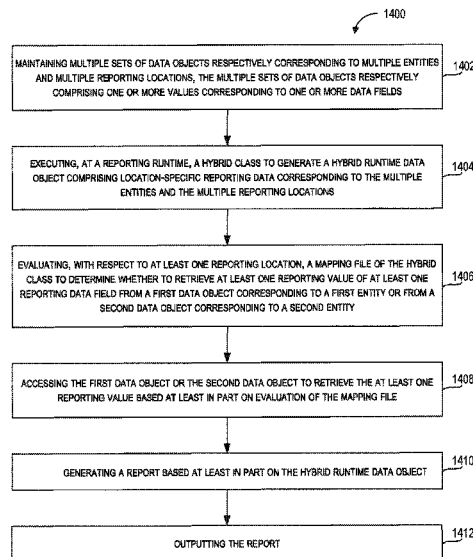 1400
MAINTAINING MULTIPLE SETS OF DATA OBJECTS RESPECTIVELY CORRESPONDING TO MULTIPLE ENTITIES
AND MULTIPLE REPORTING LOCATIONS, THE MULTIPLE SETS OF DATA OBJECTS RESPECTIVELY
COMPRISING ONE OR MORE VALUES CORRESPONDING TO ONE OR MORE DATA FIELDS
1402
EXECUTING, AT A REPORTING RUNTIME, A HYBRID CLASS TO GENERATE A HYBRID RUNTIME DATA
OBJECT COMPRISING LOCATION-SPECIFIC REPORTING DATA CORRESPONDING TO THE MULTIPLE
ENTITIES AND THE MULTIPLE REPORTING LOCATIONS
1404
EVALUATING, WITH RESPECT TO AT LEAST ONE REPORTING LOCATION, A MAPPING FILE OF THE HYBRID
CLASS TO DETERMINE WHETHER TO RETRIEVE AT LEAST ONE REPORTING VALUE OF AT LEAST ONE
REPORTING DATA FIELD FROM A FIRST DATA OBJECT CORRESPONDING TO A FIRST ENTITY OR FROM A
SECOND DATA OBJECT CORRESPONDING TO A SECOND ENTITY
1406
ACCESSING THE FIRST DATA OBJECT OR THE SECOND DATA OBJECT TO RETRIEVE THE AT LEAST ONE
REPORTING VALUE BASED AT LEAST IN PART ON EVALUATION OF THE MAPPING FILE
1408
GENERATING A REPORT BASED AT LEAST IN PART ON THE HYBRID RUNTIME DATA OBJECT
1410
OUTPUTTING THE REPORT
1412